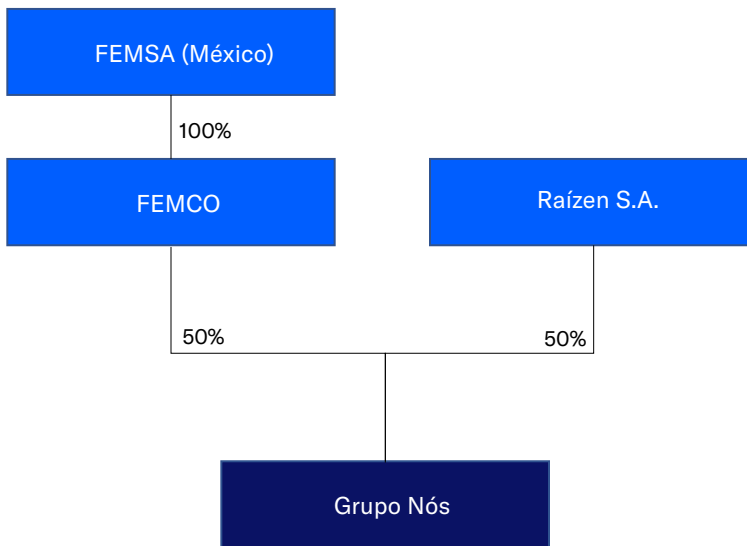 FEMSA (México)
100%
FEMCO
Raízen S.A.
50%
50%
Grupo Nós